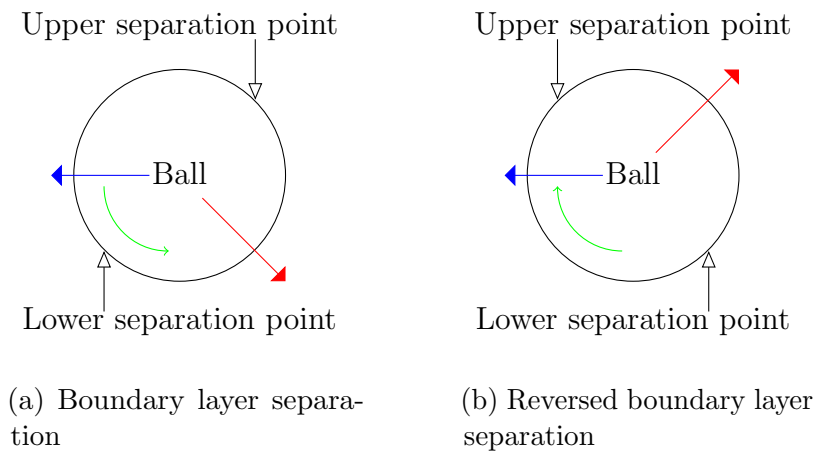 Upper separation point
Ball
Lower separation point
(a) Boundary layer separa-
tion
Upper separation point
Ball
Lower separation point
(b) Reversed boundary layer
separation